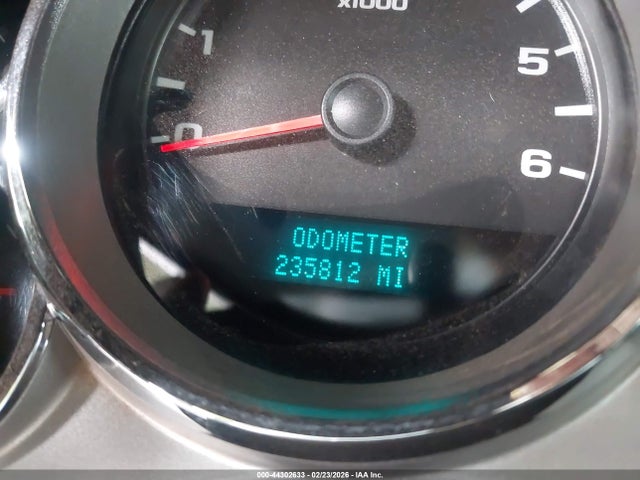 x1000
1
5
0
6
ODOMETER
235812 MI
000-44302633 - 02/23/2026 - IAA Inc.